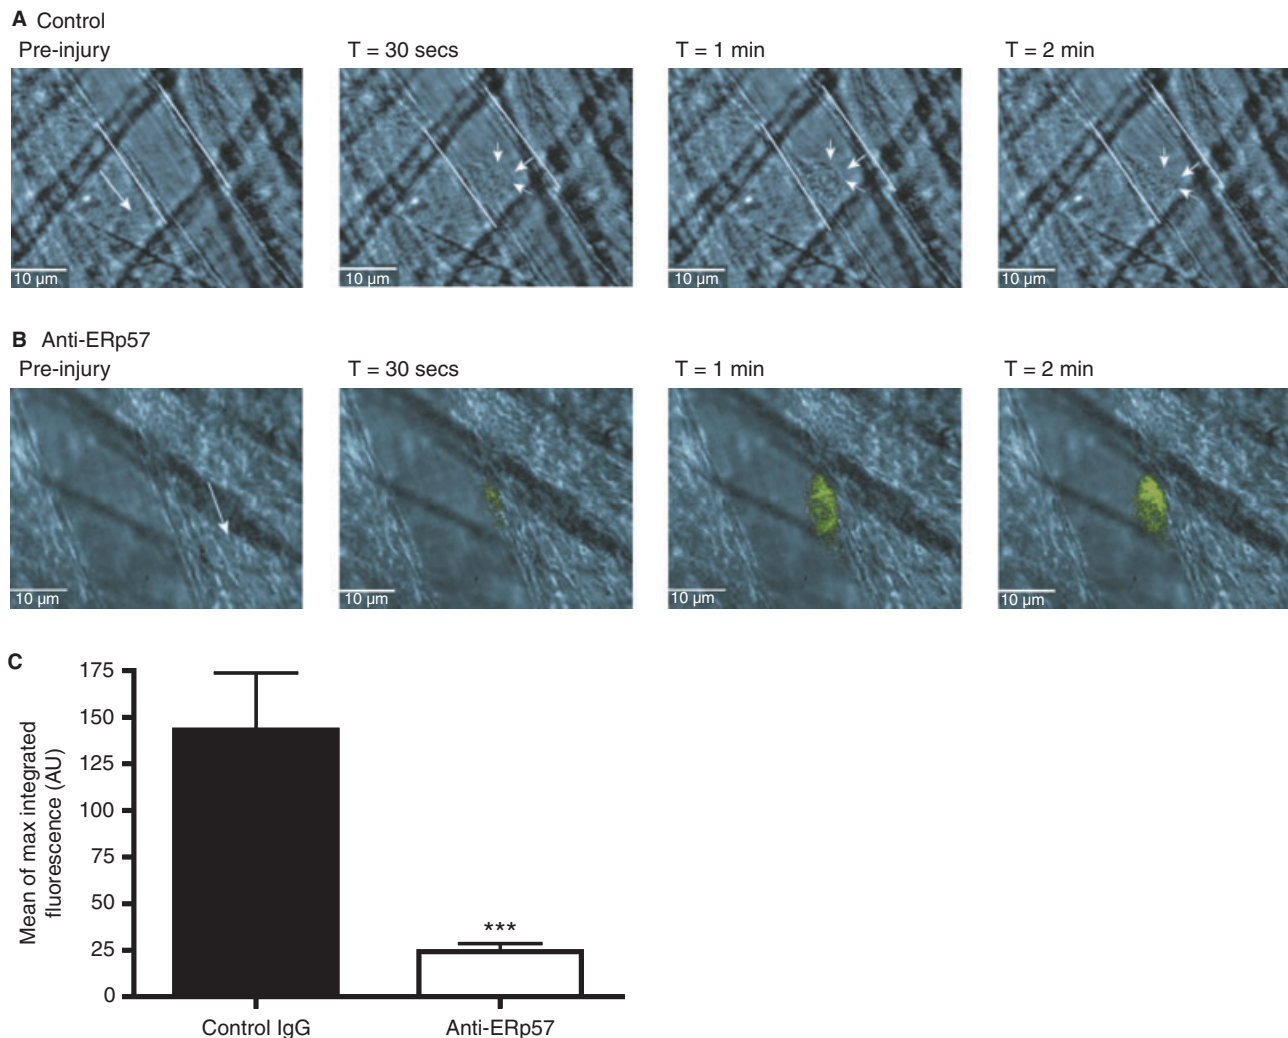 A Control
Pre-injury T = 30 secs T = 1 min T = 2 min
10 µm 10 µm 10 µm 10 µm
B Anti-ERp57
Pre-injury T = 30 secs T = 1 min T = 2 min
10 µm 10 µm 10 µm 10 µm
C
Mean of max integrated
fluorescence (AU)
175
150
125
100
75
50
25
0
***
Control IgG Anti-ERp57